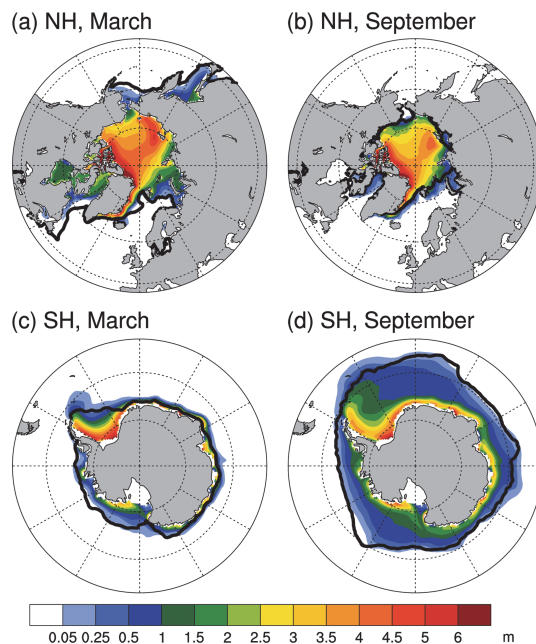 (a) NH, March
(b) NH, September
(c) SH, March
(d) SH, September
0.05 0.25 0.5 1 1.5 2 2.5 3 3.5 4 4.5 5 6 m